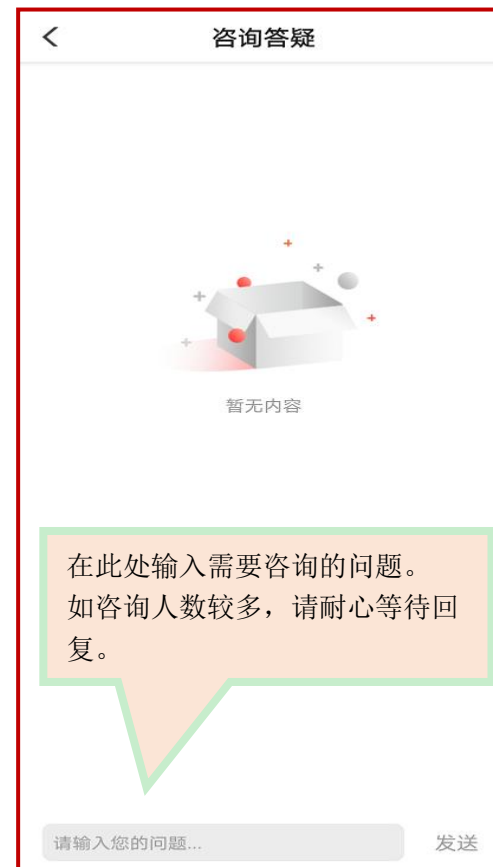 咨询答疑
暂无内容
在此处输入需要咨询的问题。
如咨询人数较多，请耐心等待回
复。
请输入您的问题...
发送